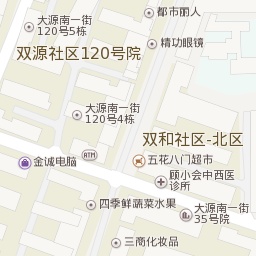 都市丽人
大源南一街
120号5栋
精功眼镜
双源社区120号院
大源南一街
120号4栋
双和社区-北区
ATM
五花八门超市
金诚电脑
顾小会中西医
诊所
四季鲜蔬菜水果
大源南一街
35号院
三商化妆品